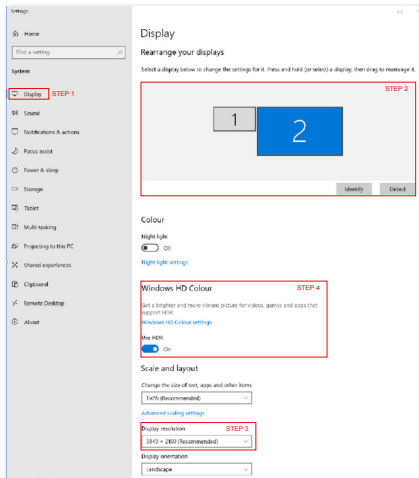 Settings
Home
Find a setting
System
Display STEP 1
Sound
Notifications & actions
Focus assist
Power & sleep
Storage
Tablet
Multi-tasking
Projecting to this PC
Shared experiences
Clipboard
Remote Desktop
About
Display
Rearrange your displays
Select a display below to change the settings for it. Press and hold (or select) a display, then drag to rearrange it.
STEP 2
1 2
Identify Detect
Colour
Night light
Off
Night light settings
Windows HD Colour STEP 4
Get a brighter and more vibrant picture for videos, games and apps that
support HDR.
Windows HD Colour settings
Use HDR
On
Scale and layout
Change the size of text, apps and other items
150% (Recommended)
Advanced scaling settings
Display resolution STEP 3
3840 × 2160 (Recommended)
Display orientation
Landscape